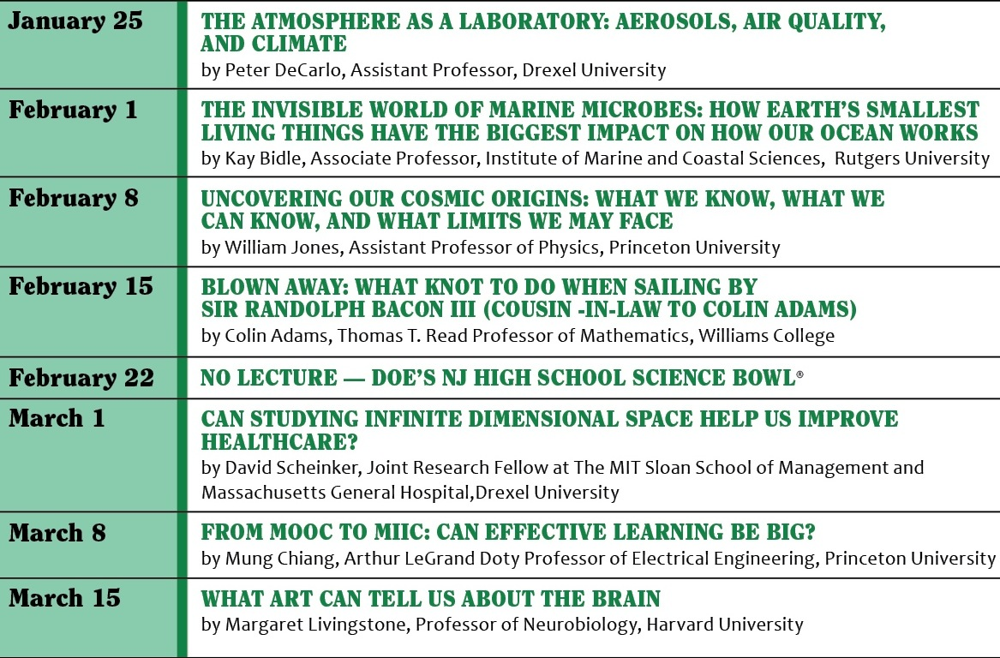 January 25
THE ATMOSPHERE AS A LABORATORY: AEROSOLS, AIR QUALITY,
AND CLIMATE
by Peter DeCarlo, Assistant Professor, Drexel University
February 1
THE INVISIBLE WORLD OF MARINE MICROBES: HOW EARTH'S SMALLEST
LIVING THINGS HAVE THE BIGGEST IMPACT ON HOW OUR OCEAN WORKS
by Kay Bidle, Associate Professor, Institute of Marine and Coastal Sciences,  Rutgers University
February 8
UNCOVERING OUR COSMIC ORIGINS: WHAT WE KNOW, WHAT WE
CAN KNOW, AND WHAT LIMITS WE MAY FACE
by William Jones, Assistant Professor of Physics, Princeton University
February 15
BLOWN AWAY: WHAT KNOT TO DO WHEN SAILING BY
SIR RANDOLPH BACON III (COUSIN -IN-LAW TO COLIN ADAMS)
by Colin Adams, Thomas T. Read Professor of Mathematics, Williams College
February 22
NO LECTURE — DOE'S NJ HIGH SCHOOL SCIENCE BOWL®
March 1
CAN STUDYING INFINITE DIMENSIONAL SPACE HELP US IMPROVE
HEALTHCARE?
by David Scheinker, Joint Research Fellow at The MIT Sloan School of Management and
Massachusetts General Hospital,Drexel University
March 8
FROM MOOC TO MIIC: CAN EFFECTIVE LEARNING BE BIG?
by Mung Chiang, Arthur LeGrand Doty Professor of Electrical Engineering, Princeton University
March 15
WHAT ART CAN TELL US ABOUT THE BRAIN
by Margaret Livingstone, Professor of Neurobiology, Harvard University